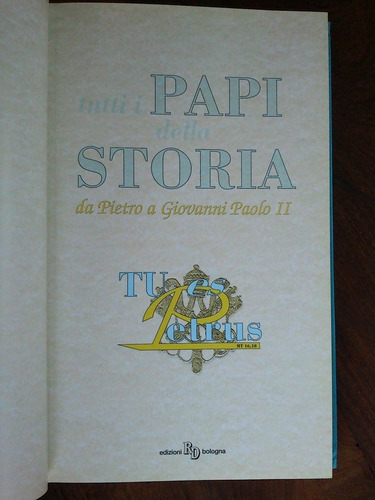 tutti i PAPI
della
STORIA
da Pietro a Giovanni Paolo II
TU es
Petrus
MT 16,18
edizioni RD bologna